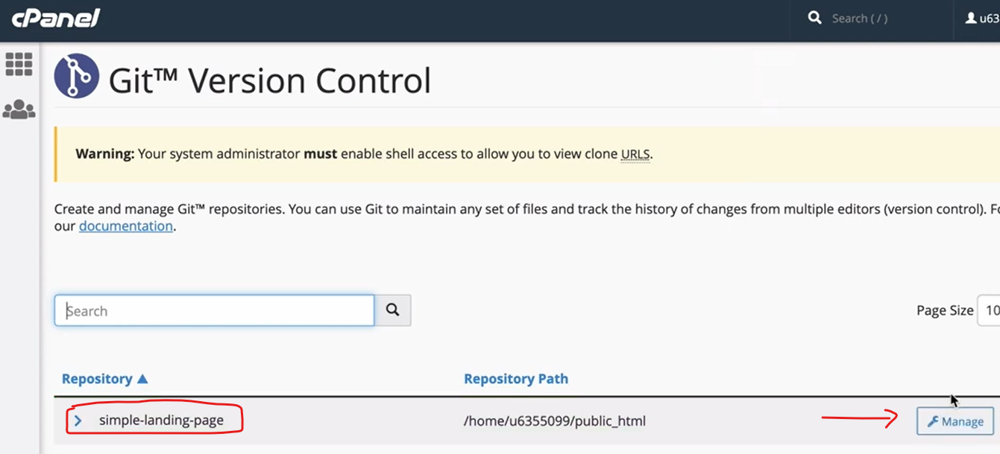 cPanel
Search ( / )
u63
Git™ Version Control
Warning: Your system administrator must enable shell access to allow you to view clone URLS.
Create and manage Git™ repositories. You can use Git to maintain any set of files and track the history of changes from multiple editors (version control). Fo
our documentation.
Search
Page Size 10
Repository Repository Path
simple-landing-page /home/u6355099/public_html Manage